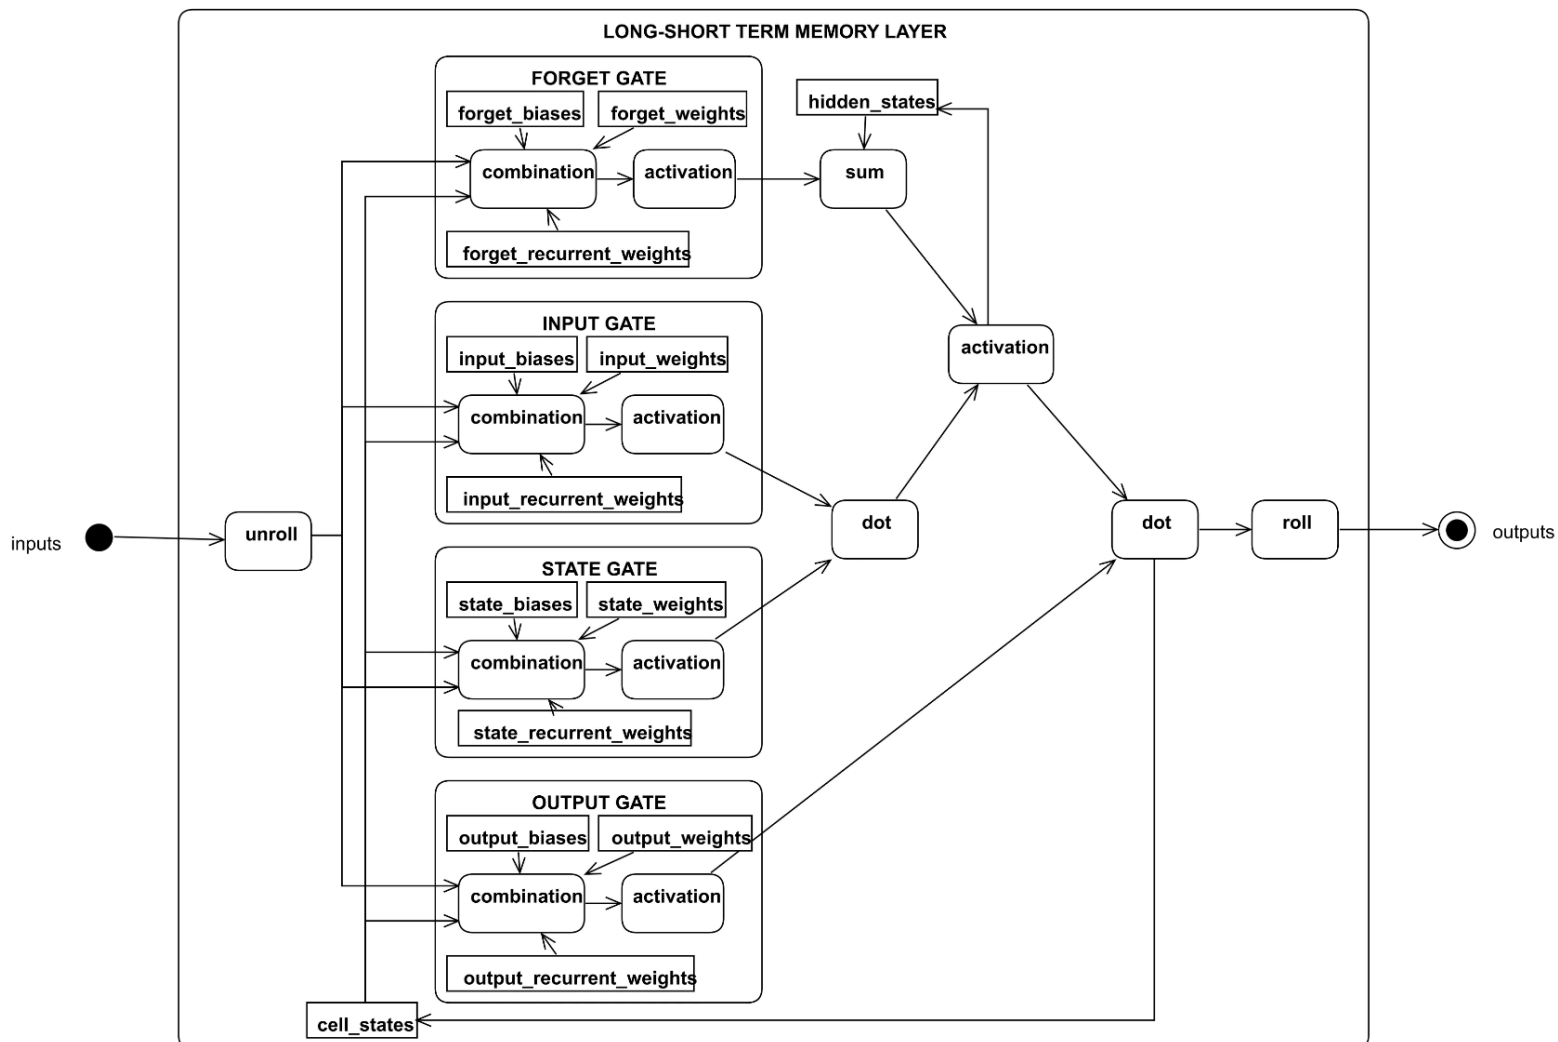 LONG-SHORT TERM MEMORY LAYER
FORGET GATE
forget_biases
forget_weights
combination
activation
forget_recurrent_weights
hidden_states
sum
INPUT GATE
input_biases
input_weights
combination
activation
input_recurrent_weights
activation
inputs
unroll
dot
dot
roll
outputs
STATE GATE
state_biases
state_weights
combination
activation
state_recurrent_weights
OUTPUT GATE
output_biases
output_weights
combination
activation
output_recurrent_weights
cell_states